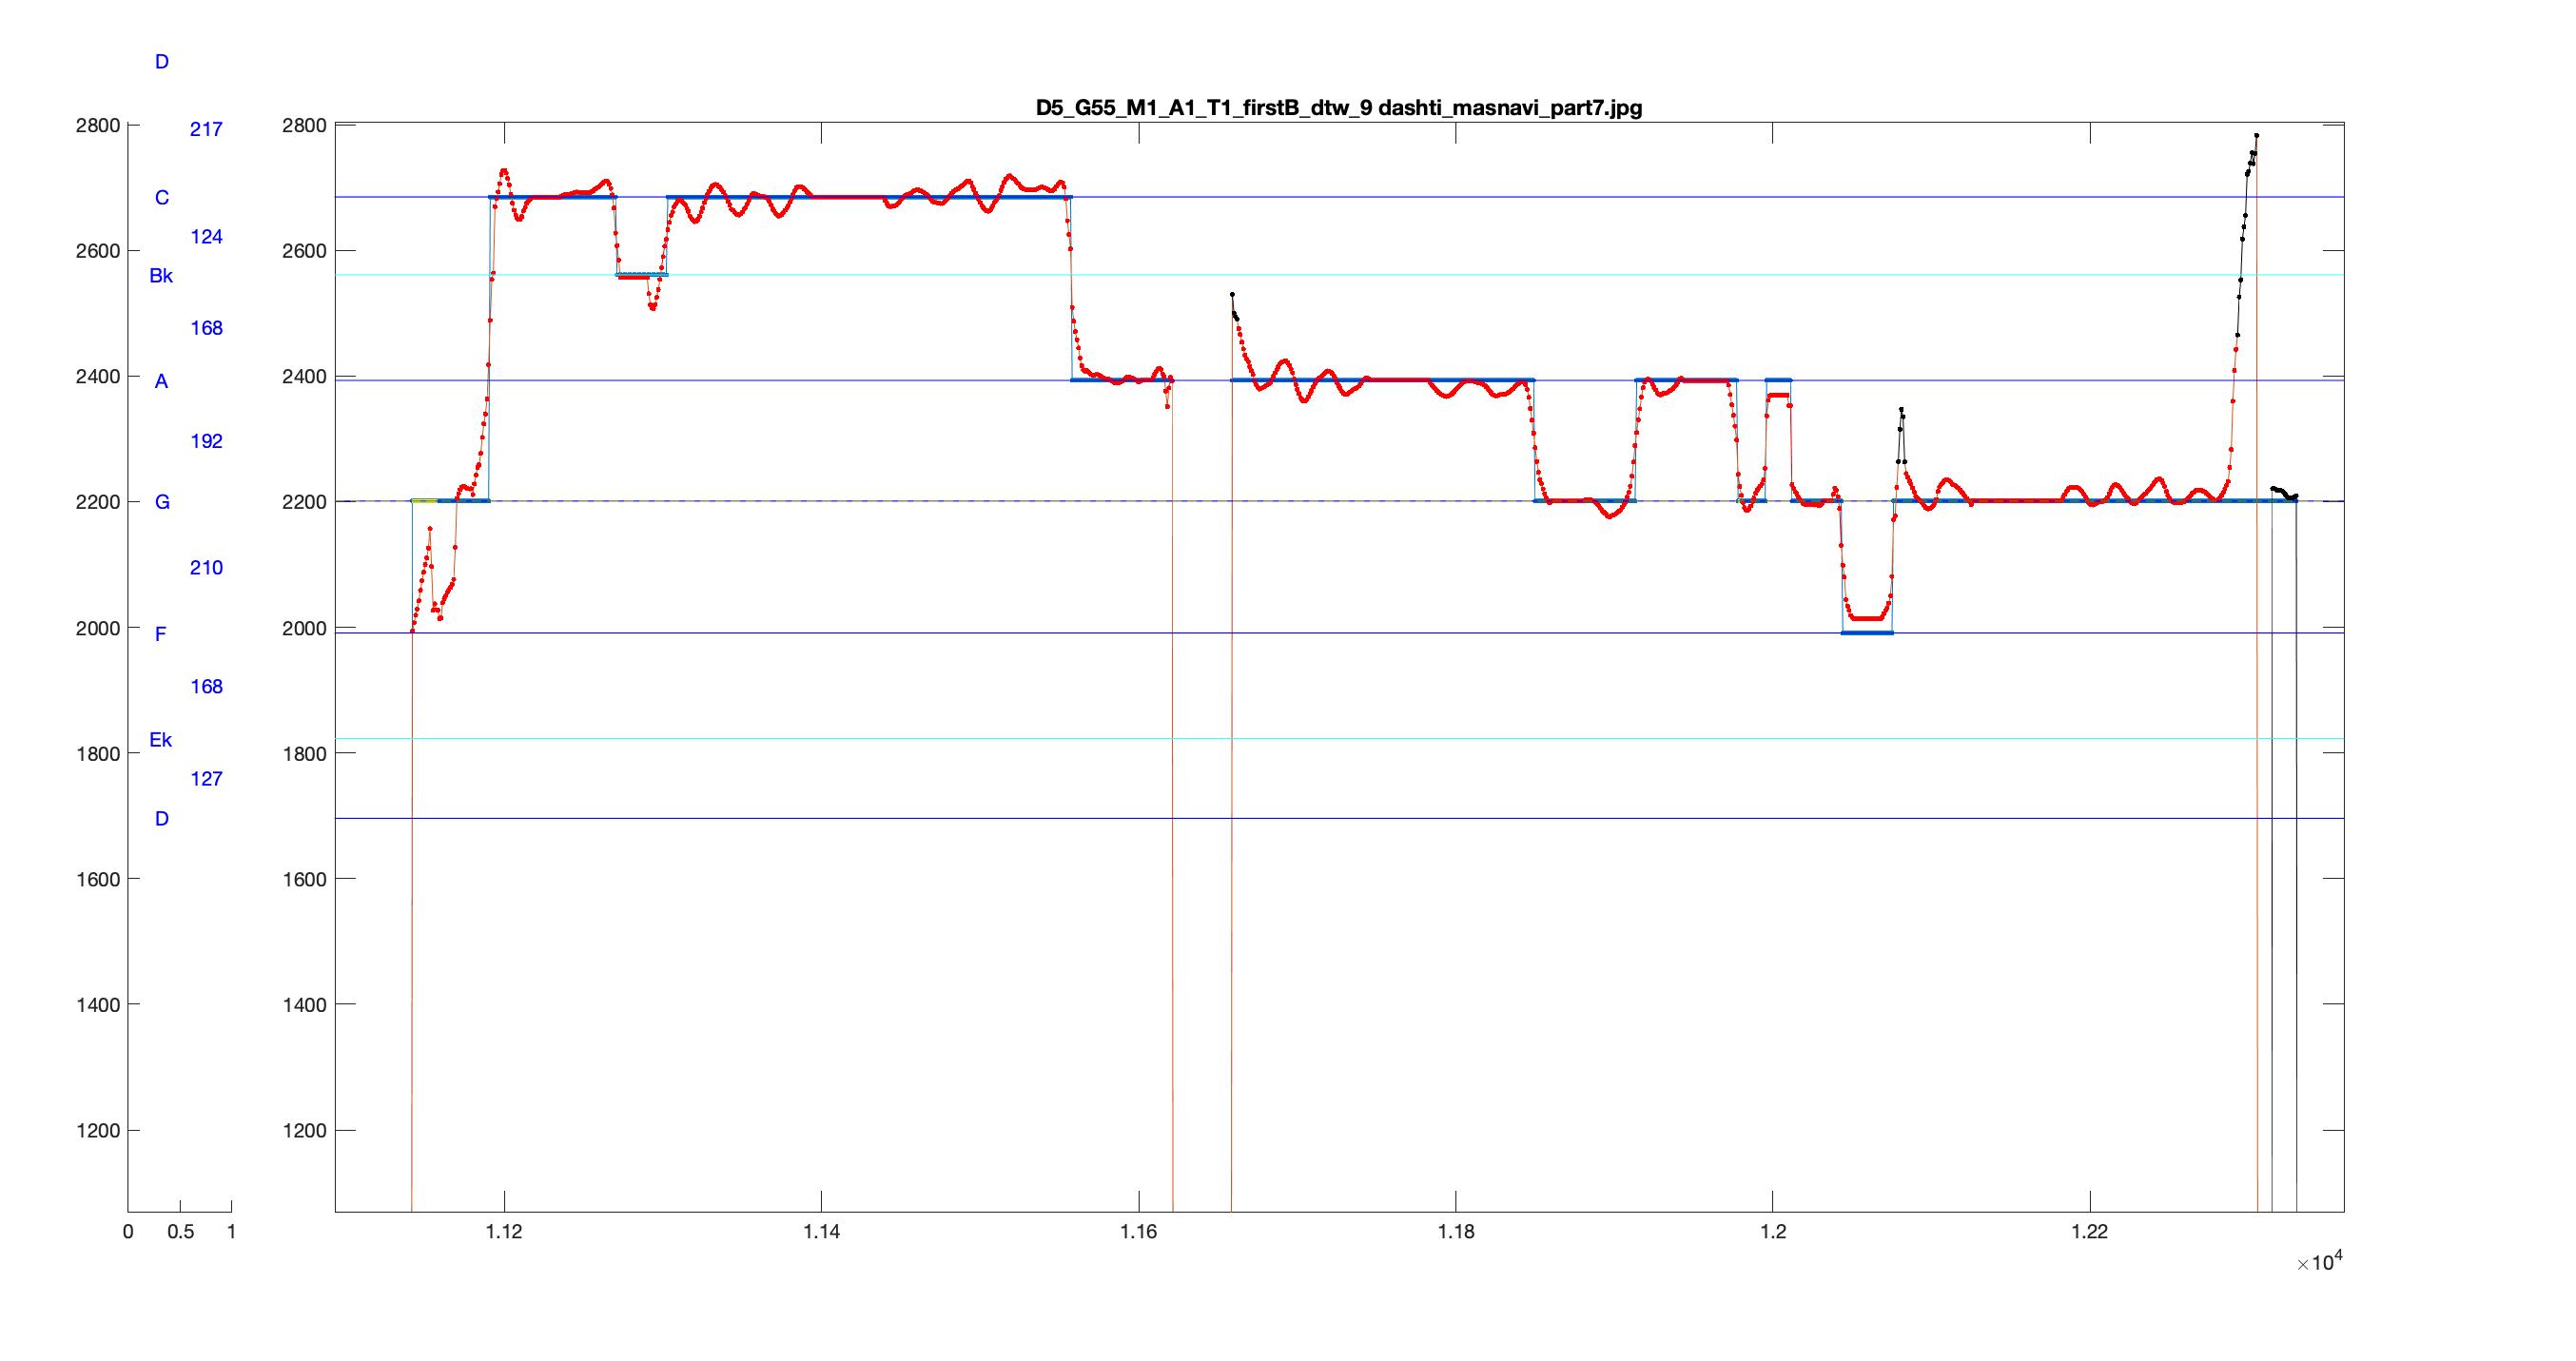 D
D5_G55_M1_A1_T1_firstB_dtw_9 dashti_masnavi_part7.jpg
2800 217 2800
C
124
2600 2600
Bk
168
2400 A 2400
192
2200 G 2200
210
2000 F 2000
168
Ek
1800 1800
127
D
1600 1600
1400 1400
1200 1200
0 0.5 1 1.12 1.14 1.16 1.18 1.2 1.22
×10^4